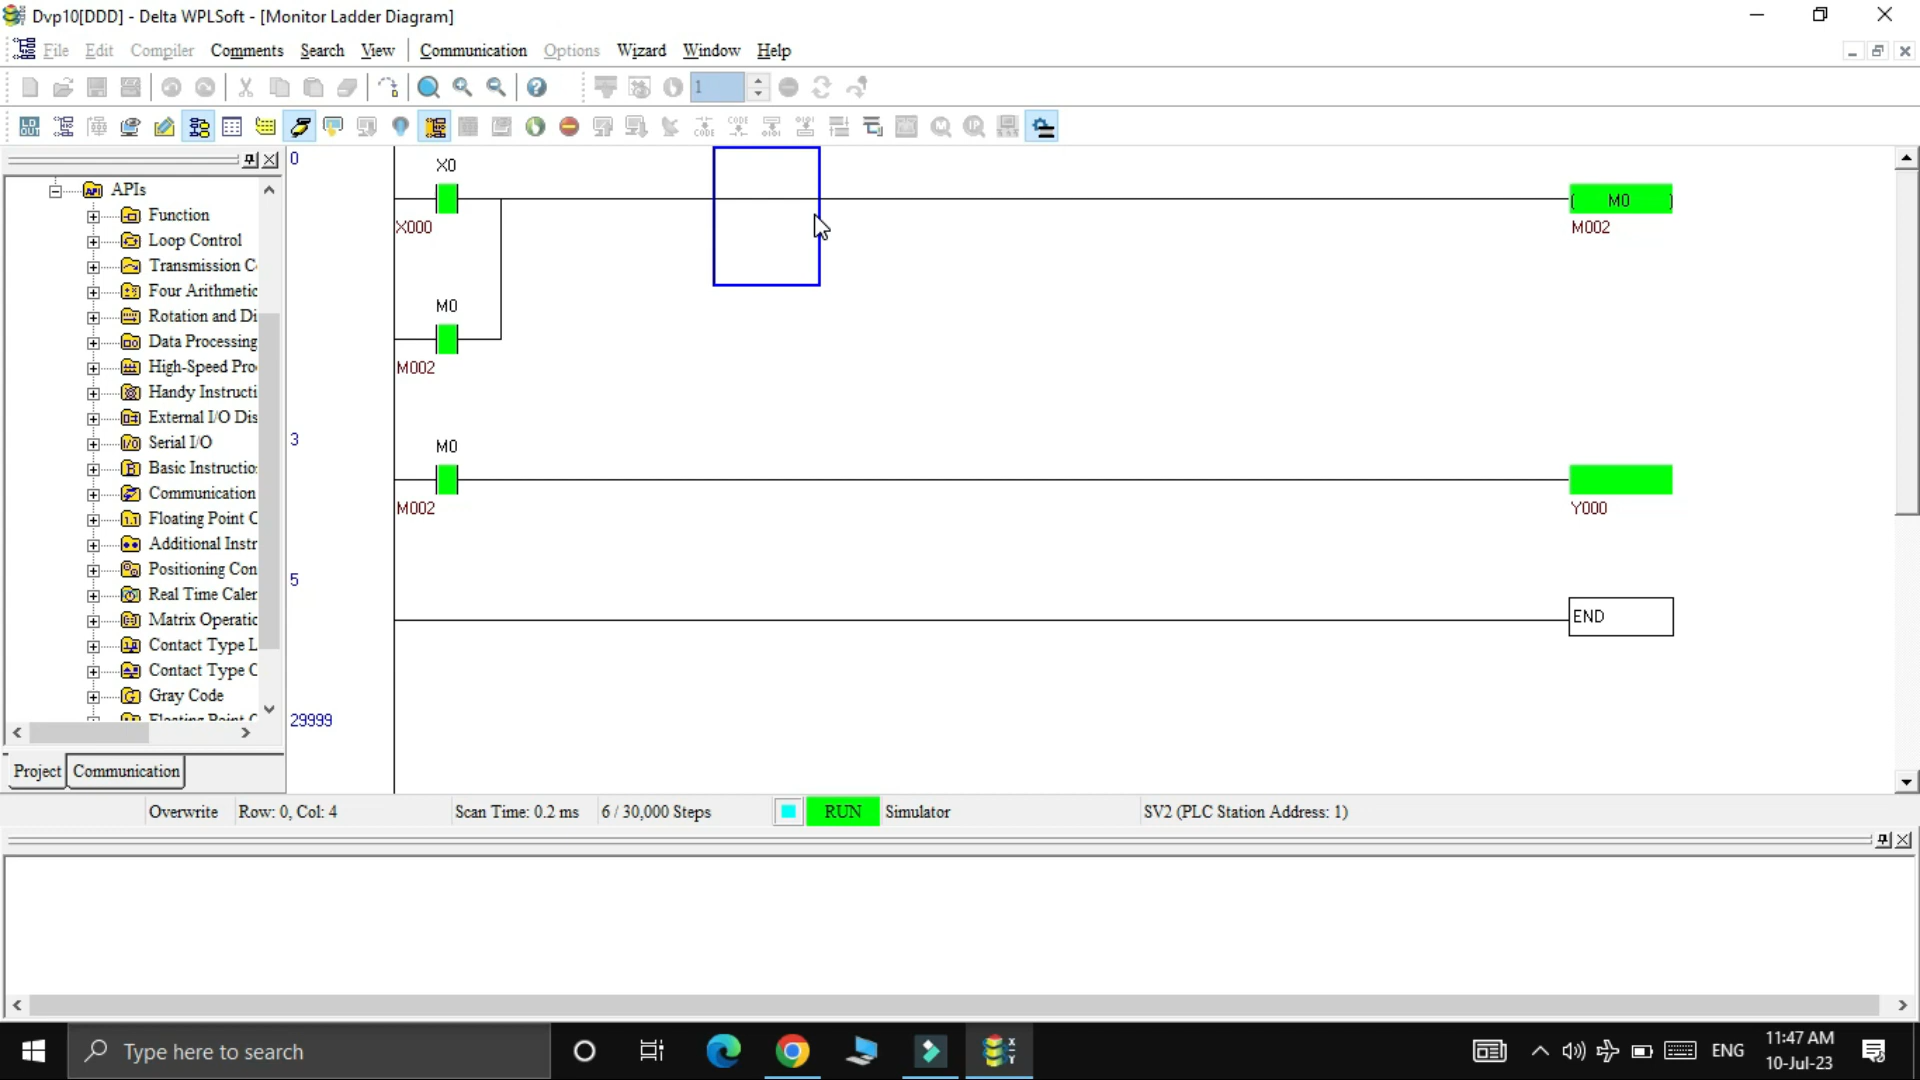 Dvp10[DDD] - Delta WPLSoft - [Monitor Ladder Diagram]
File Edit Compiler Comments Search View Communication Options Wizard Window Help
1
APIs
Function
Loop Control
Transmission C
Four Arithmetic
Rotation and Di
Data Processing
High-Speed Pro
Handy Instructi
External I/O Dis
Serial I/O
Basic Instructio
Communication
Floating Point C
Additional Instr
Positioning Con
Real Time Caler
Matrix Operatic
Contact Type L
Contact Type C
Gray Code
Floating Point C
Project Communication
0
X0
X000
M0
M002
M0
M002
3
M0
M002
Y000
5
END
29999
Overwrite Row: 0, Col: 4 Scan Time: 0.2 ms 6 / 30,000 Steps RUN Simulator SV2 (PLC Station Address: 1)
Type here to search
ENG
11:47 AM
10-Jul-23